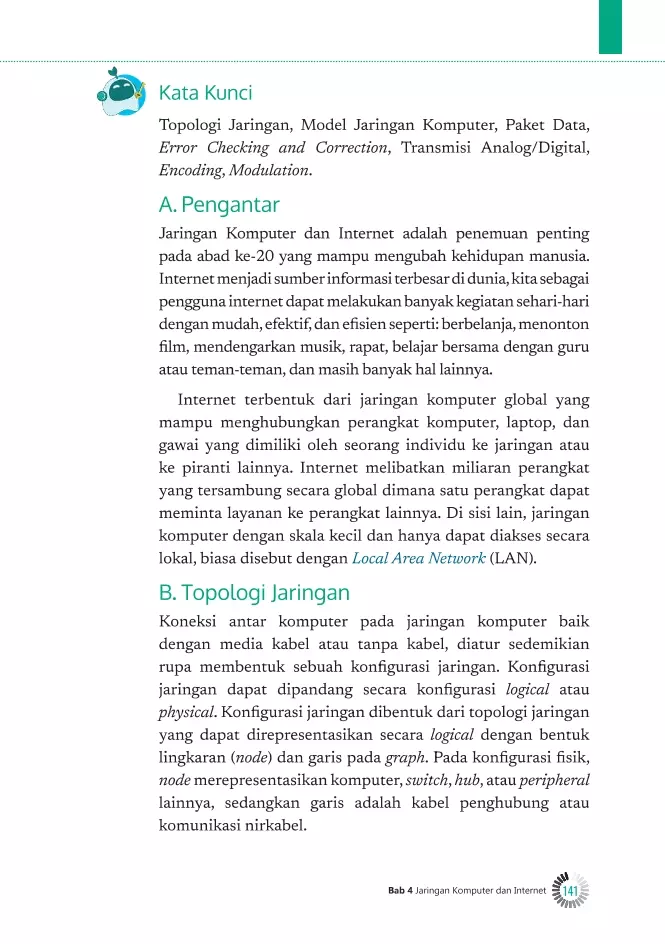 Kata Kunci
Topologi Jaringan, Model Jaringan Komputer, Paket Data,
Error Checking and Correction, Transmisi Analog/Digital,
Encoding, Modulation.
A. Pengantar
Jaringan Komputer dan Internet adalah penemuan penting
pada abad ke-20 yang mampu mengubah kehidupan manusia.
Internet menjadi sumber informasi terbesar di dunia, kita sebagai
pengguna internet dapat melakukan banyak kegiatan sehari-hari
dengan mudah, efektif, dan efisien seperti: berbelanja, menonton
film, mendengarkan musik, rapat, belajar bersama dengan guru
atau teman-teman, dan masih banyak hal lainnya.
Internet terbentuk dari jaringan komputer global yang
mampu menghubungkan perangkat komputer, laptop, dan
gawai yang dimiliki oleh seorang individu ke jaringan atau
ke piranti lainnya. Internet melibatkan miliaran perangkat
yang tersambung secara global dimana satu perangkat dapat
meminta layanan ke perangkat lainnya. Di sisi lain, jaringan
komputer dengan skala kecil dan hanya dapat diakses secara
lokal, biasa disebut dengan Local Area Network (LAN).
B. Topologi Jaringan
Koneksi antar komputer pada jaringan komputer baik
dengan media kabel atau tanpa kabel, diatur sedemikian
rupa membentuk sebuah konfigurasi jaringan. Konfigurasi
jaringan dapat dipandang secara konfigurasi logical atau
physical. Konfigurasi jaringan dibentuk dari topologi jaringan
yang dapat direpresentasikan secara logical dengan bentuk
lingkaran (node) dan garis pada graph. Pada konfigurasi fisik,
node merepresentasikan komputer, switch, hub, atau peripheral
lainnya, sedangkan garis adalah kabel penghubung atau
komunikasi nirkabel.
Bab 4 Jaringan Komputer dan Internet 141